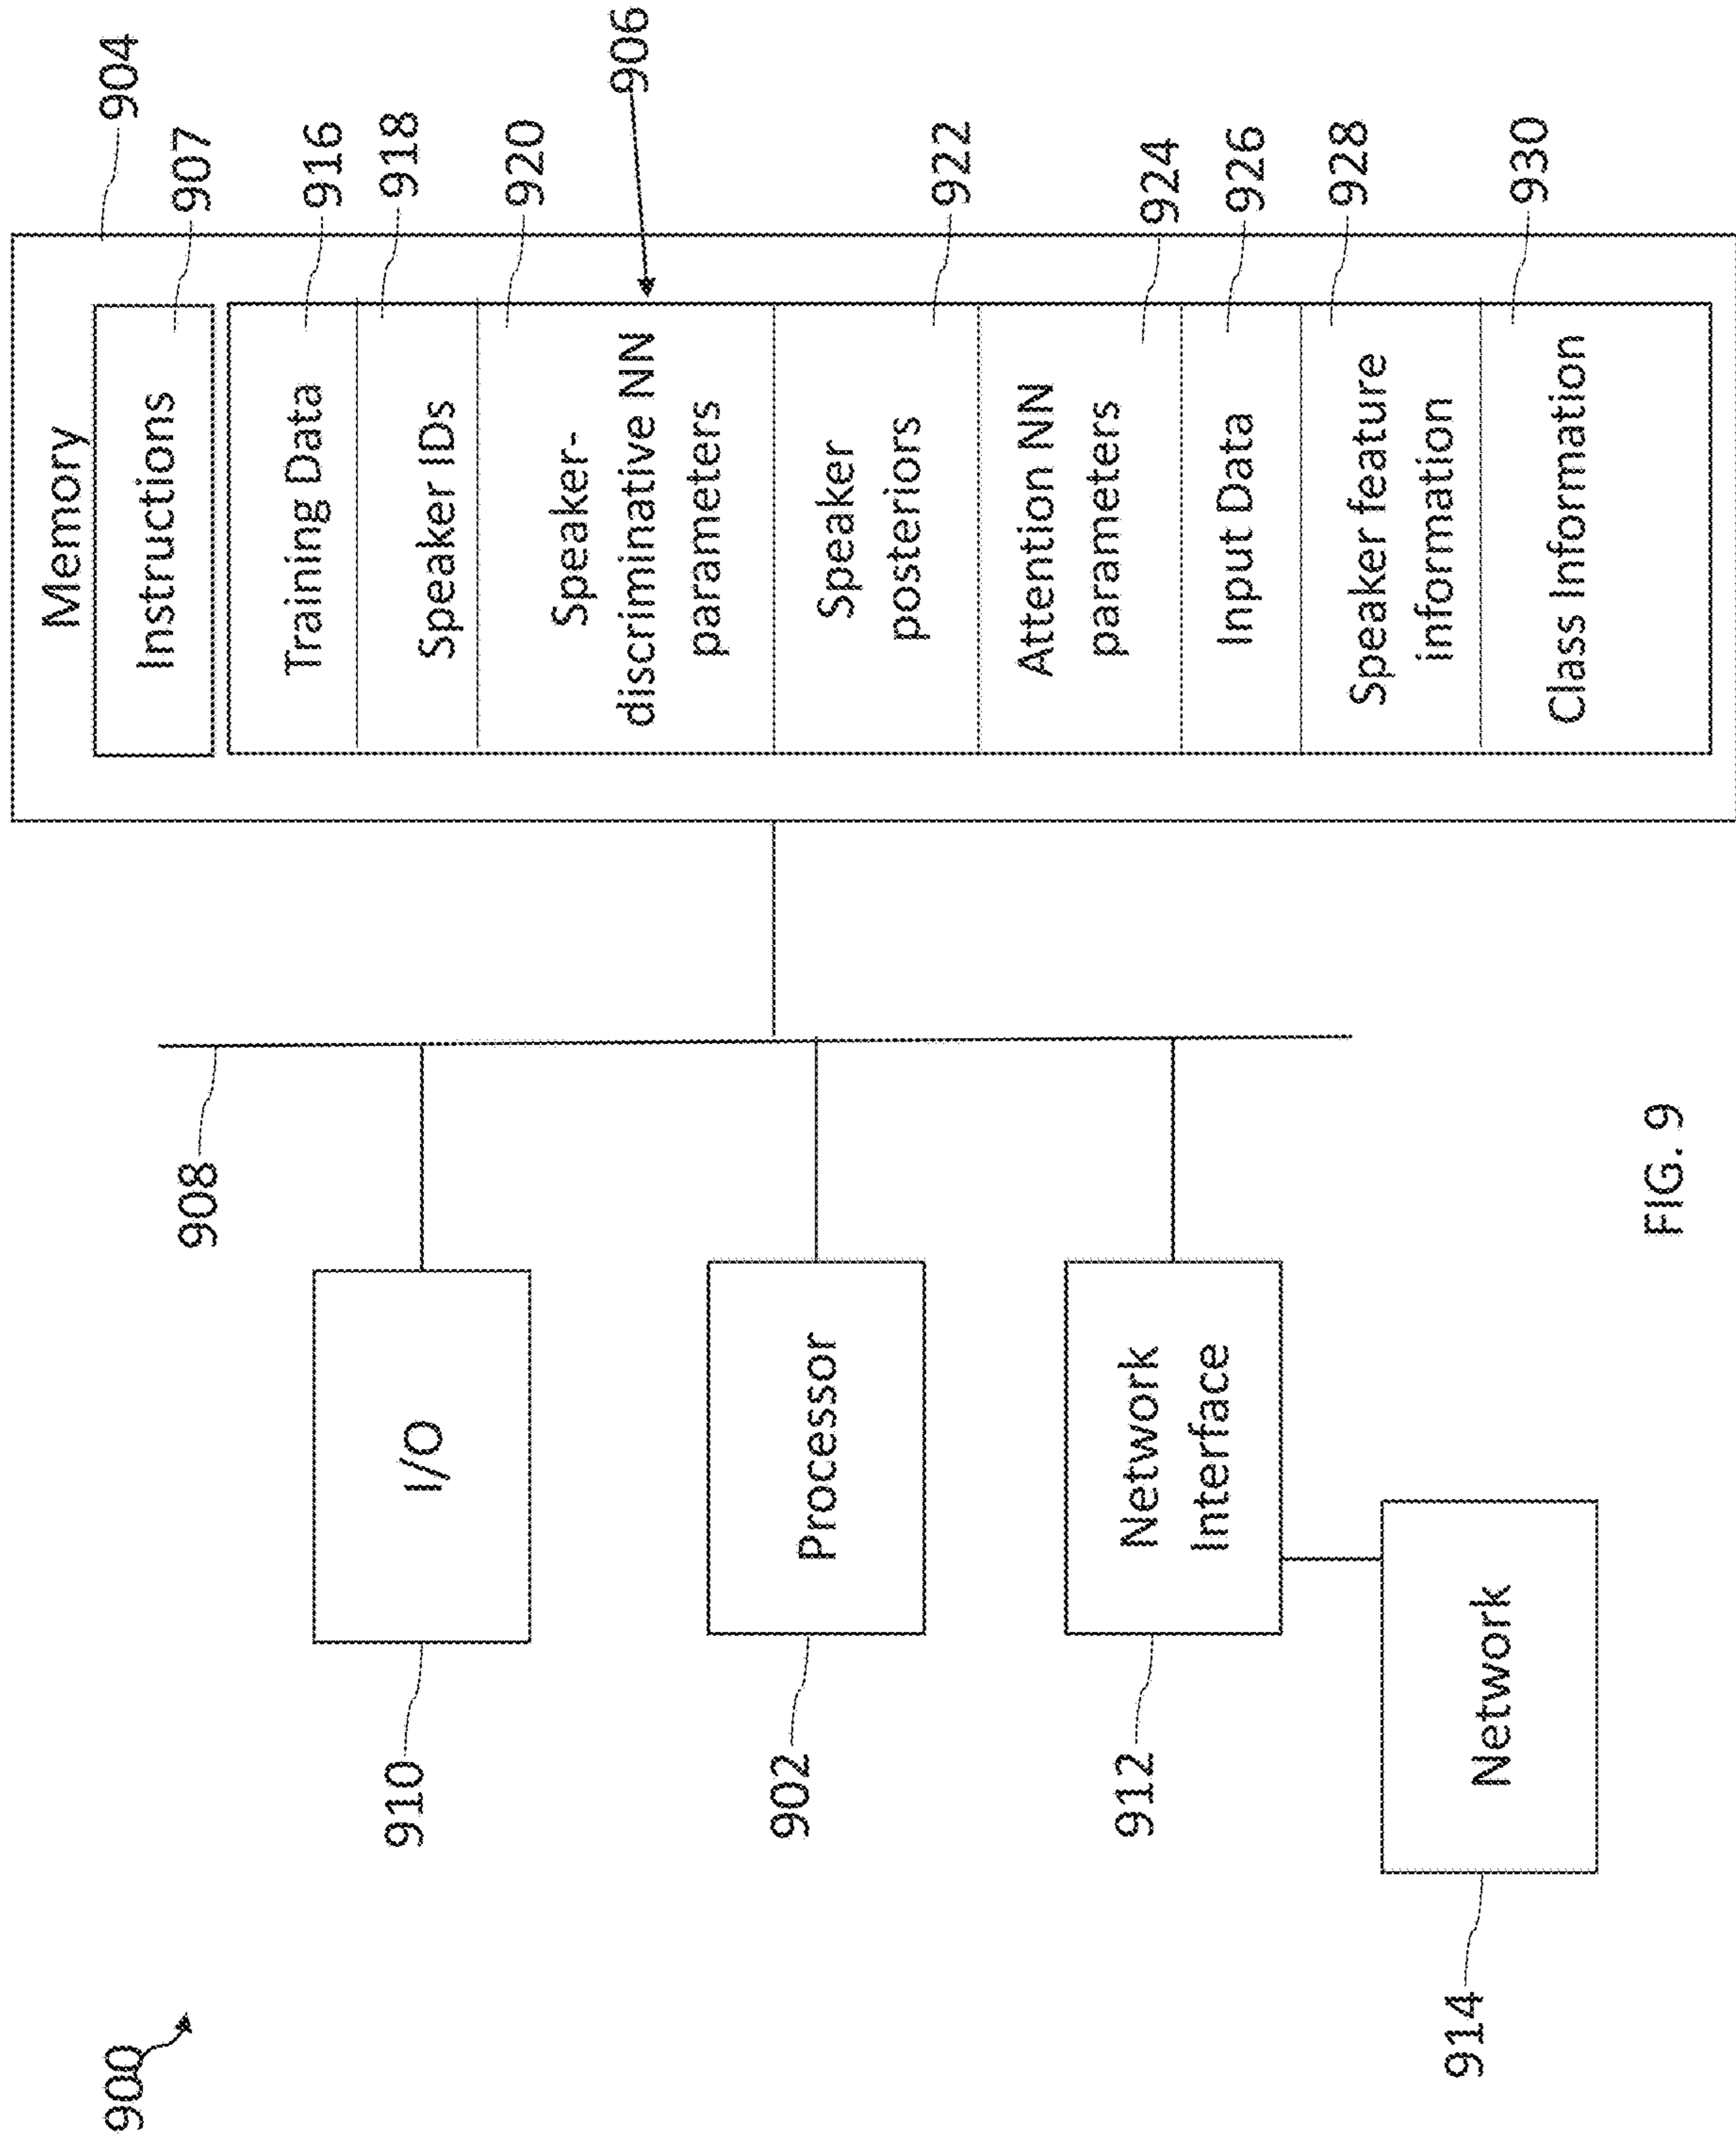 900
910
I/O
902
Processor
912
Network
Interface
914
Network
908
Memory
904
Instructions
907
Training Data
916
Speaker IDs
918
Speaker-
discriminative NN
parameters
920
906
Speaker
posteriors
922
Attention NN
parameters
924
Input Data
926
Speaker feature
information
928
Class Information
930
FIG. 9